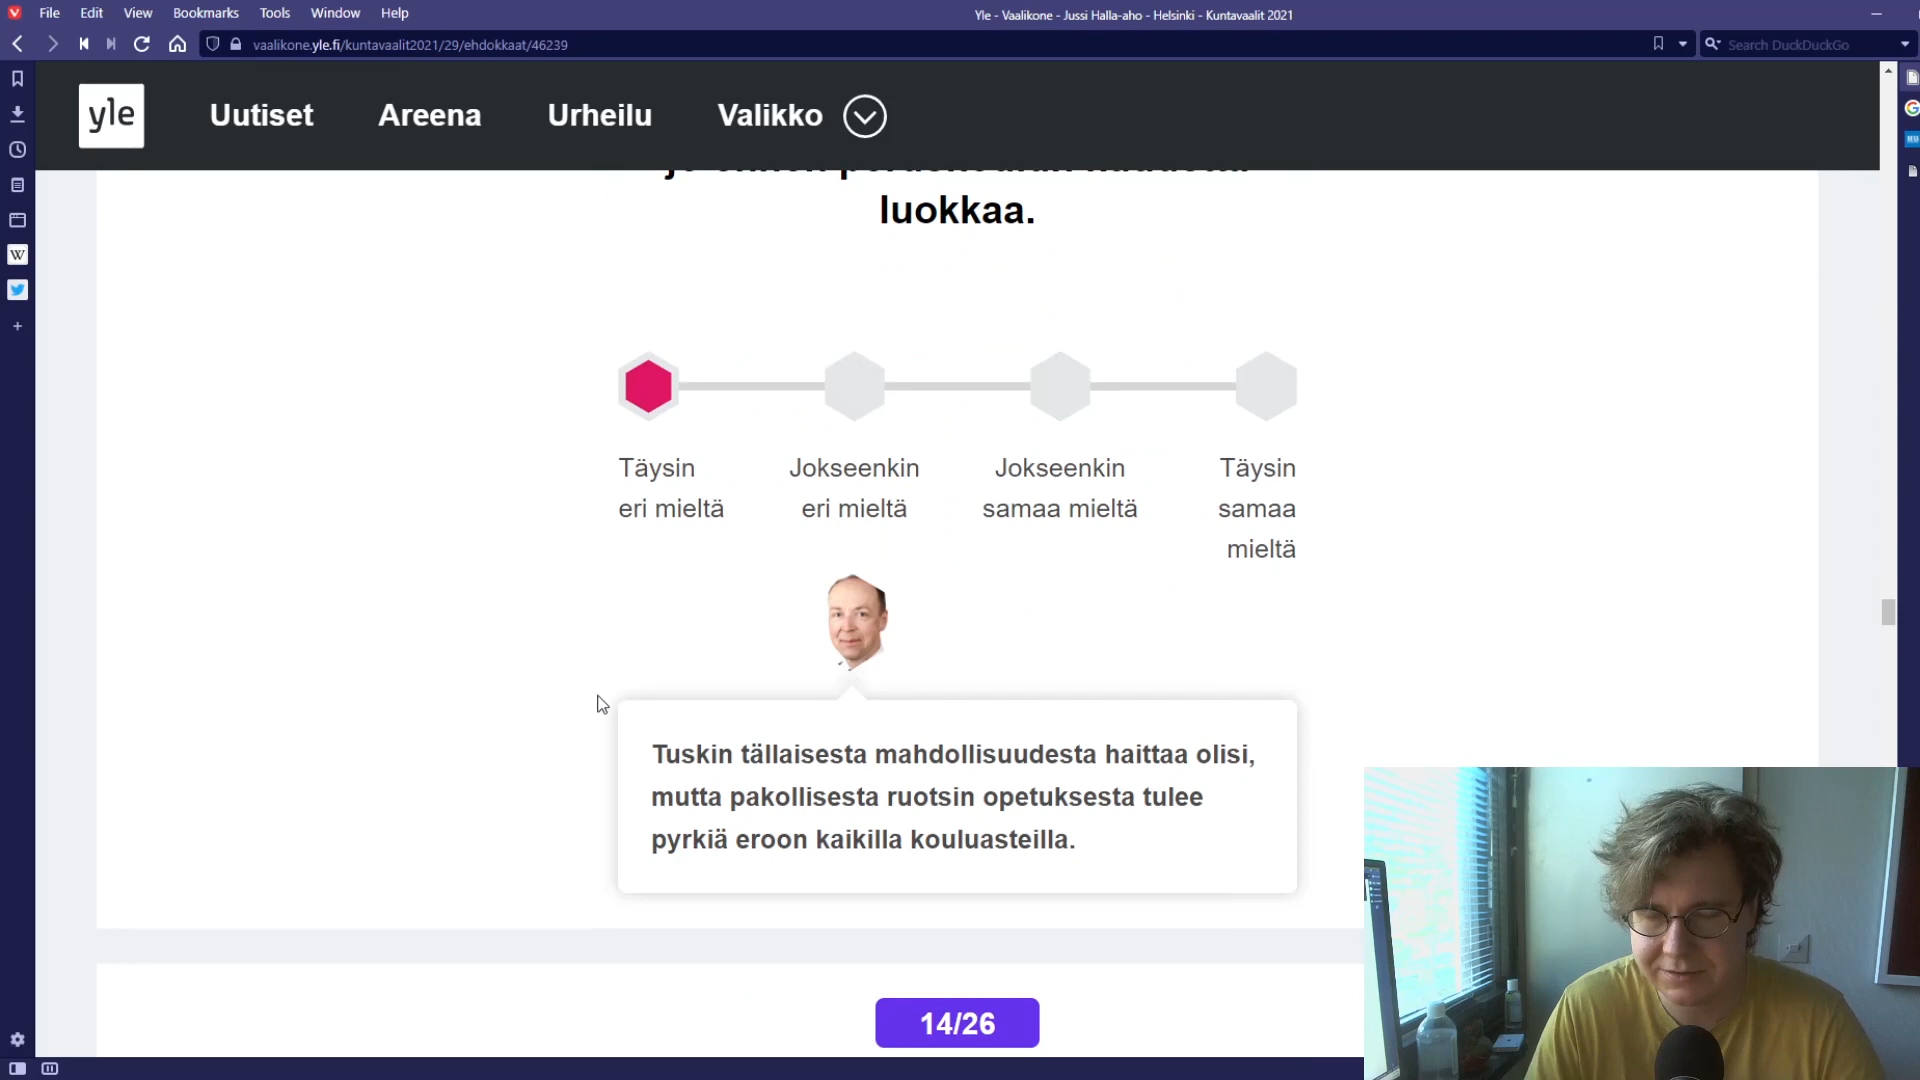 File Edit View Bookmarks Tools Window Help
Yle - Vaalikone - Jussi Halla-aho - Helsinki - Kuntavaalit 2021
vaalikone.yle.fi/kuntavaalit2021/29/ehdokkaat/46239
Search DuckDuckGo
yle Uutiset Areena Urheilu Valikko
luokkaa.
Täysin
eri mieltä
Jokseenkin
eri mieltä
Jokseenkin
samaa mieltä
Täysin
samaa
mieltä
Tuskin tällaisesta mahdollisuudesta haittaa olisi,
mutta pakollisesta ruotsin opetuksesta tulee
pyrkiä eroon kaikilla kouluasteilla.
14/26